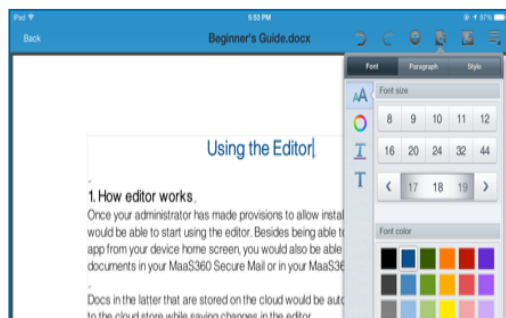 iPad
5:53 PM
97%
Back
Beginner's Guide.docx
Font
Paragraph
Style
AA
Font size
8 9 10 11 12
16 20 24 32 44
< 17 18 19 >
Font color
T
T
Using the Editor
1. How editor works
Once your administrator has made provisions to allow instal
would be able to start using the editor. Besides being able t
app from your device home screen, you would also be able
documents in your MaaS360 Secure Mail or in your MaaS36
Docs in the latter that are stored on the cloud would be auto
to the cloud store while saving changes in the editor.